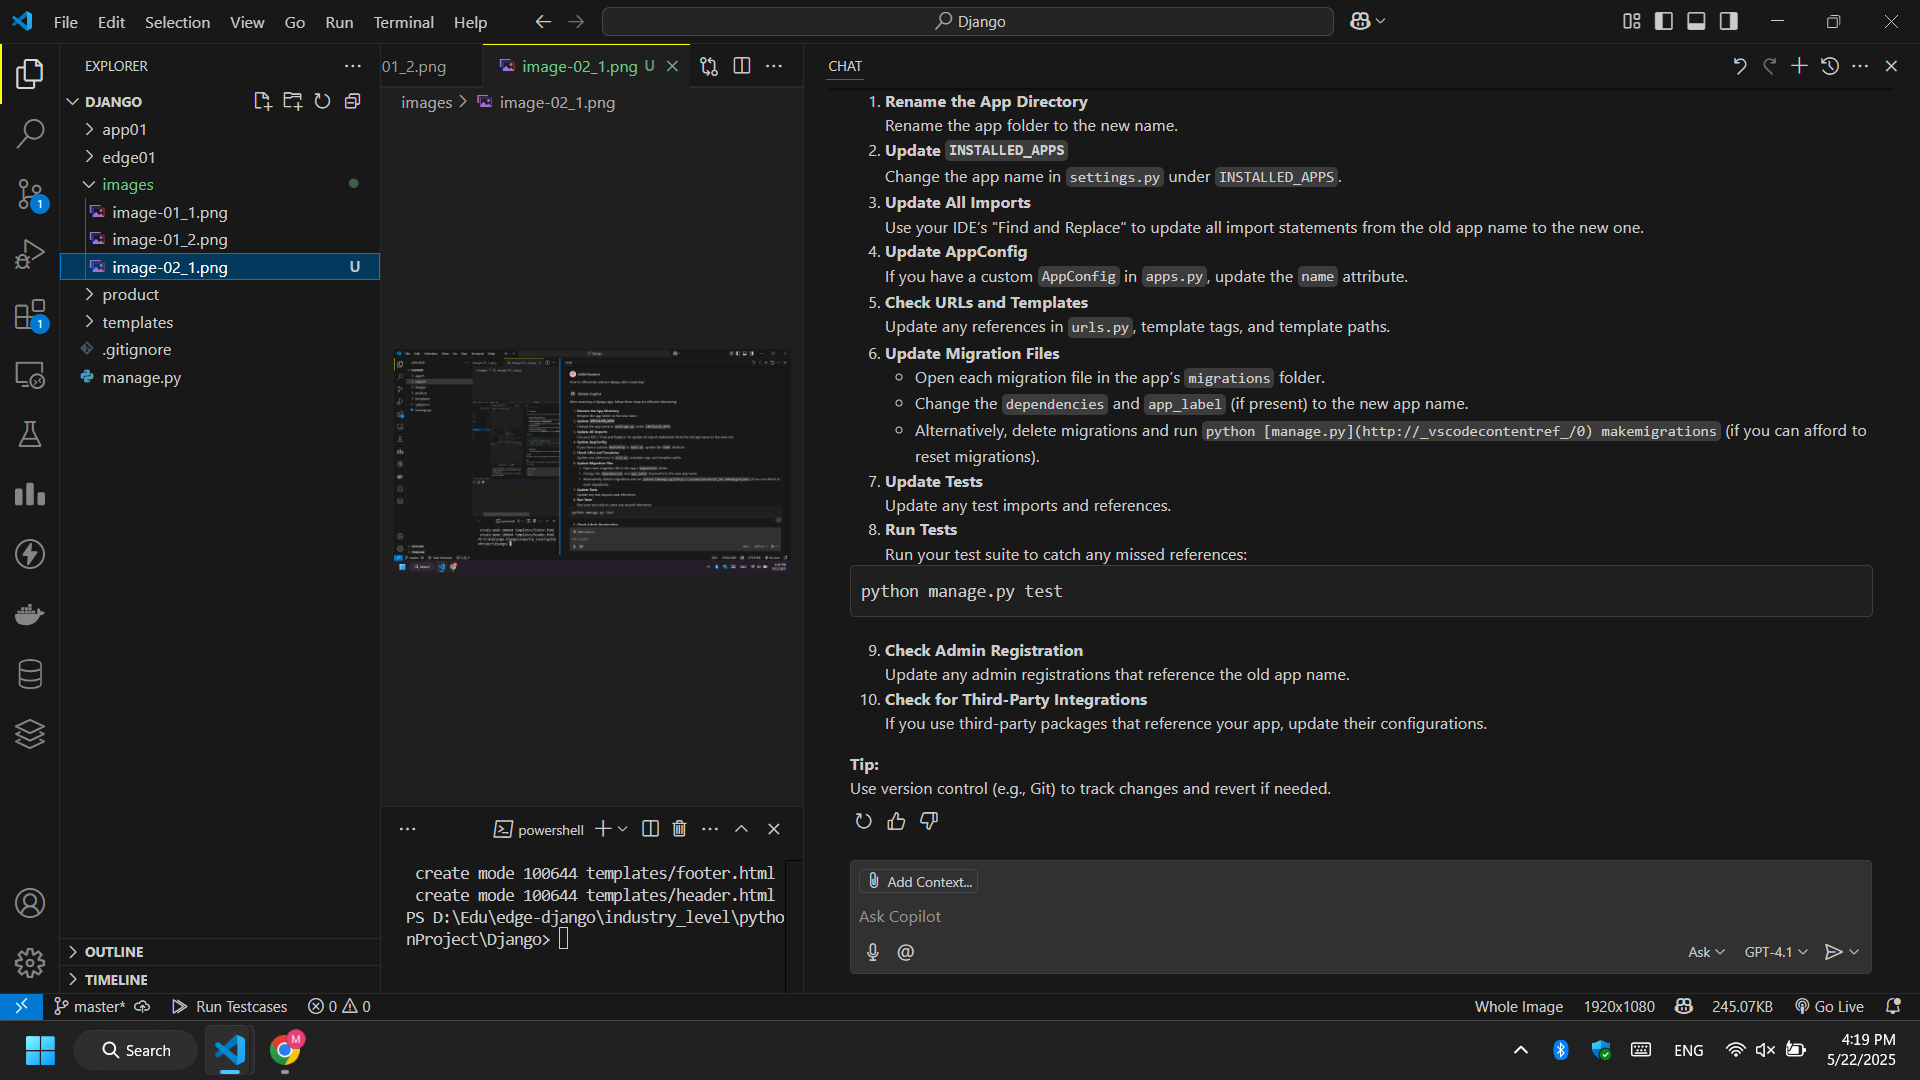 File Edit Selection View Go Run Terminal Help
Django
EXPLORER
DJANGO
app01
edge01
images
image-01_1.png
image-01_2.png
image-02_1.png U
product
templates
.gitignore
manage.py
OUTLINE
TIMELINE
1
1
01_2.png
image-02_1.png U
images > image-02_1.png
powershell
create mode 100644 templates/footer.html
create mode 100644 templates/header.html
PS D:\Edu\edge-django\industry_level\pytho
nProject\Django>
CHAT
1. Rename the App Directory
Rename the app folder to the new name.
2. Update INSTALLED_APPS
Change the app name in settings.py under INSTALLED_APPS.
3. Update All Imports
Use your IDE’s "Find and Replace" to update all import statements from the old app name to the new one.
4. Update AppConfig
If you have a custom AppConfig in apps.py, update the name attribute.
5. Check URLs and Templates
Update any references in urls.py, template tags, and template paths.
6. Update Migration Files
Open each migration file in the app’s migrations folder.
Change the dependencies and app_label (if present) to the new app name.
Alternatively, delete migrations and run python [manage.py](http://_vscodecontentref_/0) makemigrations (if you can afford to
reset migrations).
7. Update Tests
Update any test imports and references.
8. Run Tests
Run your test suite to catch any missed references:
python manage.py test
9. Check Admin Registration
Update any admin registrations that reference the old app name.
10. Check for Third-Party Integrations
If you use third-party packages that reference your app, update their configurations.
Tip:
Use version control (e.g., Git) to track changes and revert if needed.
Add Context...
Ask Copilot
@
Ask
GPT-4.1
master*
Run Testcases
0 0
Whole Image
1920x1080
245.07KB
Go Live
Search
M
ENG
4:19 PM
5/22/2025